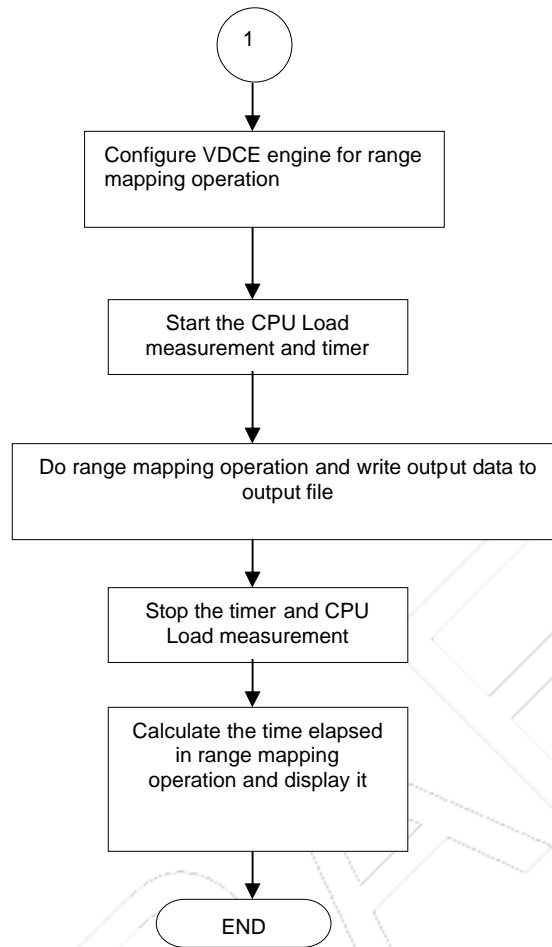 1
Configure VDCE engine for range
mapping operation
Start the CPU Load
measurement and timer
Do range mapping operation and write output data to
output file
Stop the timer and CPU
Load measurement
Calculate the time elapsed
in range mapping
operation and display it
END